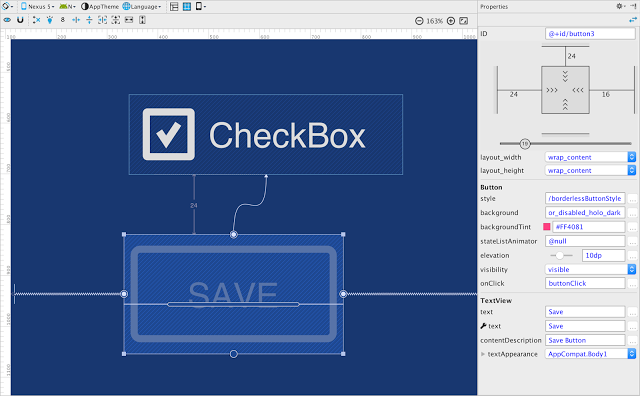 Nexus 5 N AppTheme Language 163% Properties
8
100 200 300 400 500 600 700 800 900 1000
ID @+id/button3
24
24 16
19
CheckBox
24
SAVE
layout_width wrap_content
layout_height wrap_content
Button
style /borderlessButtonStyle ...
background or_disabled_holo_dark ...
backgroundTint #FF4081 ...
stateListAnimator @null ...
elevation 10dp ...
visibility visible
onClick buttonClick ...
TextView
text Save ...
text Save ...
contentDescription Save Button ...
textAppearance AppCompat.Body1